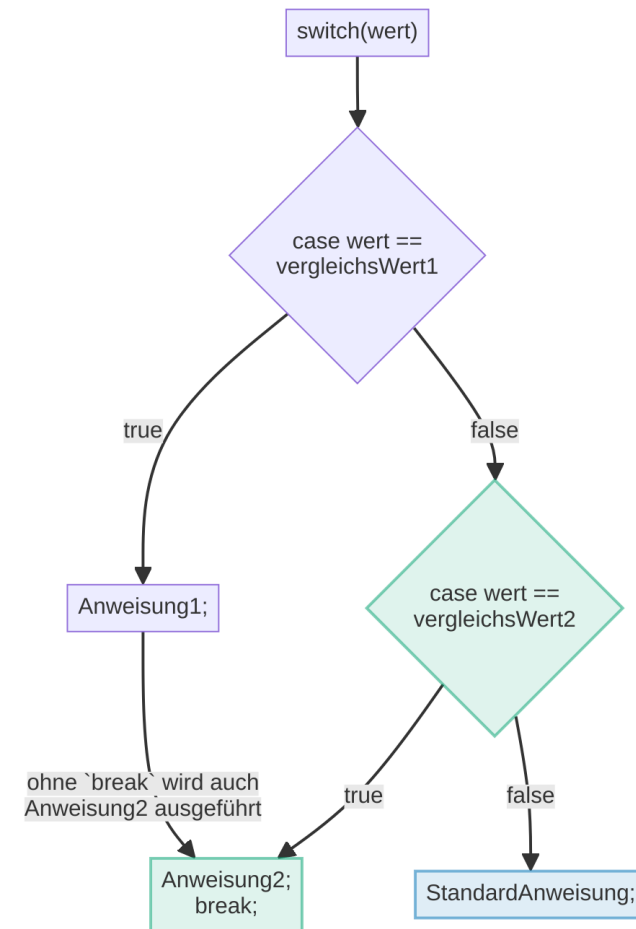 switch(wert)
case wert ==
vergleichsWert1
true
false
Anweisung1;
case wert ==
vergleichsWert2
ohne `break` wird auch
Anweisung2 ausgeführt
true
false
Anweisung2;
break;
StandardAnweisung;